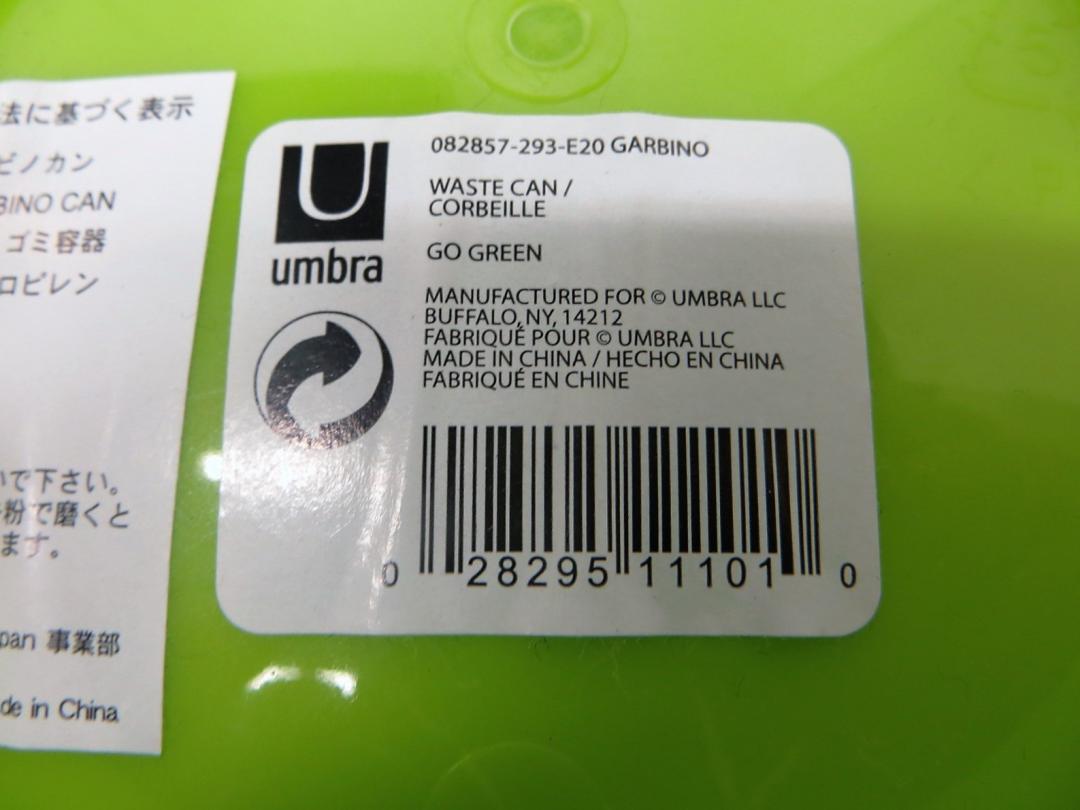 法に基づく表示
ビノカン
BINO CAN
ゴミ容器
ロピレン
いで下さい。
粉で磨くと
ます。
pan 事業部
de in China
umbra
082857-293-E20 GARBINO
WASTE CAN /
CORBEILLE
GO GREEN
MANUFACTURED FOR © UMBRA LLC
BUFFALO, NY, 14212
FABRIQUÉ POUR © UMBRA LLC
MADE IN CHINA / HECHO EN CHINA
FABRIQUÉ EN CHINE
0 28295 11101 0